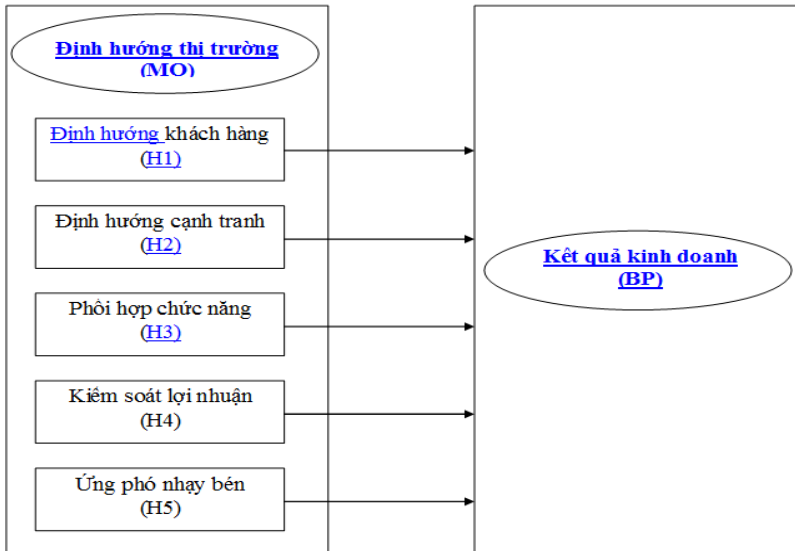 Định hướng thị trường
(MO)
Định hướng khách hàng
(H1)
Định hướng cạnh tranh
(H2)
Phối hợp chức năng
(H3)
Kiểm soát lợi nhuận
(H4)
Ứng phó nhạy bén
(H5)
Kết quả kinh doanh
(BP)